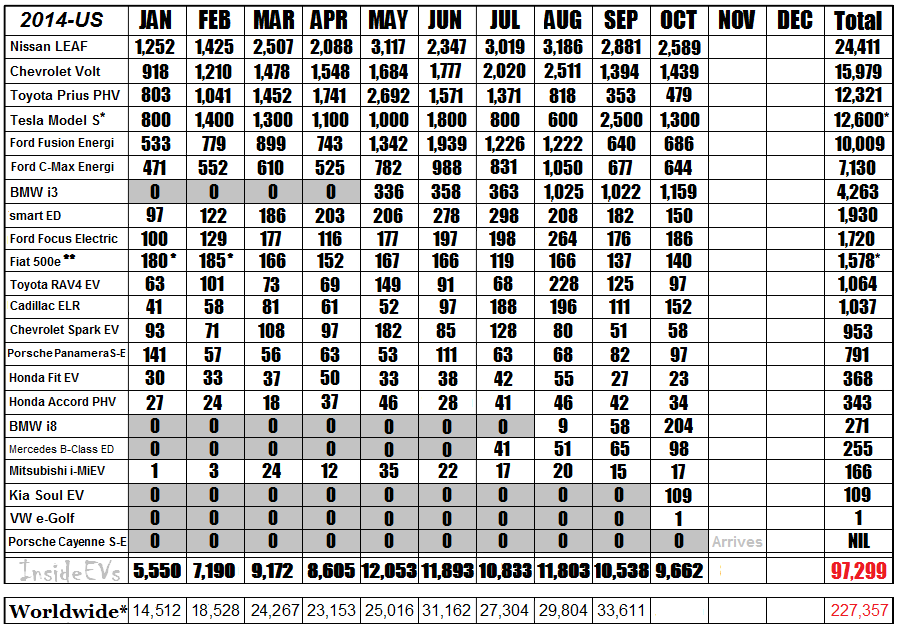 2014-US JAN FEB MAR APR MAY JUN JUL AUG SEP OCT NOV DEC Total
Nissan LEAF 1,252 1,425 2,507 2,088 3,117 2,347 3,019 3,186 2,881 2,589 24,411
Chevrolet Volt 918 1,210 1,478 1,548 1,684 1,777 2,020 2,511 1,394 1,439 15,979
Toyota Prius PHV 803 1,041 1,452 1,741 2,692 1,571 1,371 818 353 479 12,321
Tesla Model S* 800 1,400 1,300 1,100 1,000 1,800 800 600 2,500 1,300 12,600*
Ford Fusion Energi 533 779 899 743 1,342 1,939 1,226 1,222 640 686 10,009
Ford C-Max Energi 471 552 610 525 782 988 831 1,050 677 644 7,130
BMW i3 0 0 0 0 336 358 363 1,025 1,022 1,159 4,263
smart ED 97 122 186 203 206 278 298 208 182 150 1,930
Ford Focus Electric 100 129 177 116 177 197 198 264 176 186 1,720
Fiat 500e** 180* 185* 166 152 167 166 119 166 137 140 1,578*
Toyota RAV4 EV 63 101 73 69 149 91 68 228 125 97 1,064
Cadillac ELR 41 58 81 61 52 97 188 196 111 152 1,037
Chevrolet Spark EV 93 71 108 97 182 85 128 80 51 58 953
Porsche Panamera S-E 141 57 56 63 53 111 63 68 82 97 791
Honda Fit EV 30 33 37 50 33 38 42 55 27 23 368
Honda Accord PHV 27 24 18 37 46 28 41 46 42 34 343
BMW i8 0 0 0 0 0 0 0 9 58 204 271
Mercedes B-Class ED 0 0 0 0 0 0 41 51 65 98 255
Mitsubishi i-MiEV 1 3 24 12 35 22 17 20 15 17 166
Kia Soul EV 0 0 0 0 0 0 0 0 0 109 109
VW e-Golf 0 0 0 0 0 0 0 0 0 1 1
Porsche Cayenne S-E 0 0 0 0 0 0 0 0 0 0 Arrives NIL
InsideEVs 5,550 7,190 9,172 8,605 12,053 11,893 10,833 11,803 10,538 9,662 97,299
Worldwide* 14,512 18,528 24,267 23,153 25,016 31,162 27,304 29,804 33,611 227,357